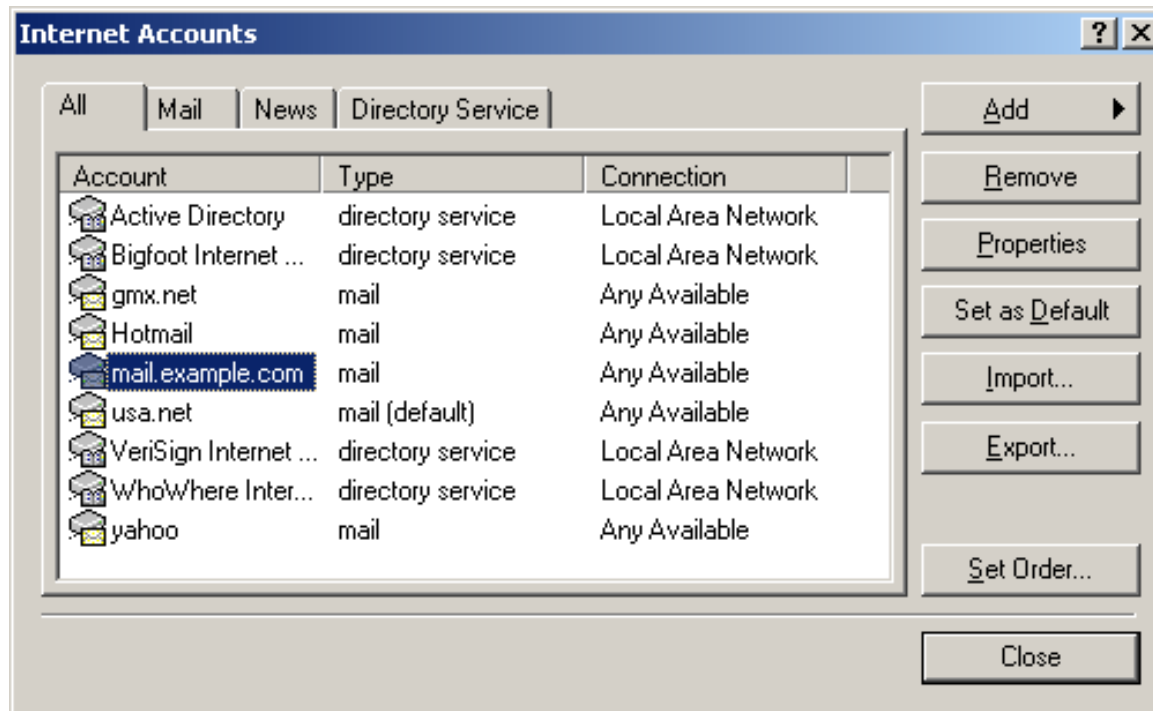 Internet Accounts
All Mail News Directory Service
Add
Account Type Connection
Remove
Active Directory directory service Local Area Network
Bigfoot Internet ... directory service Local Area Network
Properties
gmx.net mail Any Available
Hotmail mail Any Available
Set as Default
mail.example.com mail Any Available
Import...
usa.net mail (default) Any Available
VeriSign Internet ... directory service Local Area Network
Export...
WhoWhere Inter... directory service Local Area Network
yahoo mail Any Available
Set Order...
Close